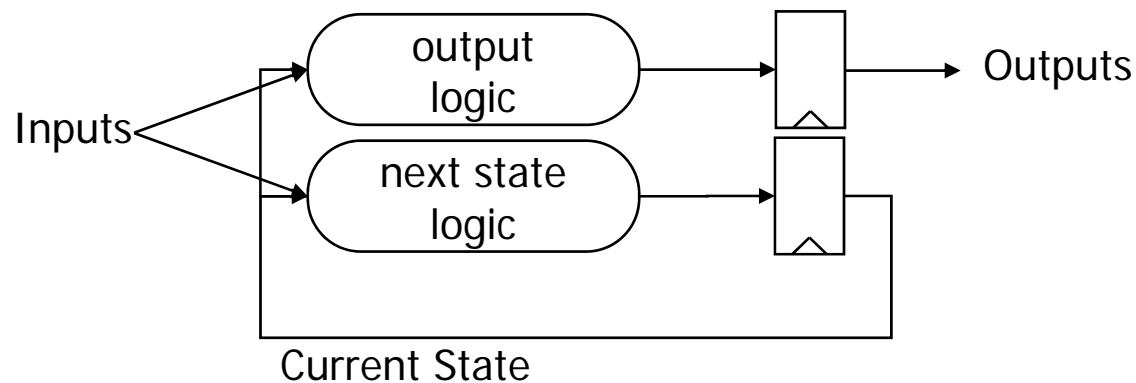 output
logic
Outputs
Inputs
next state
logic
Current State